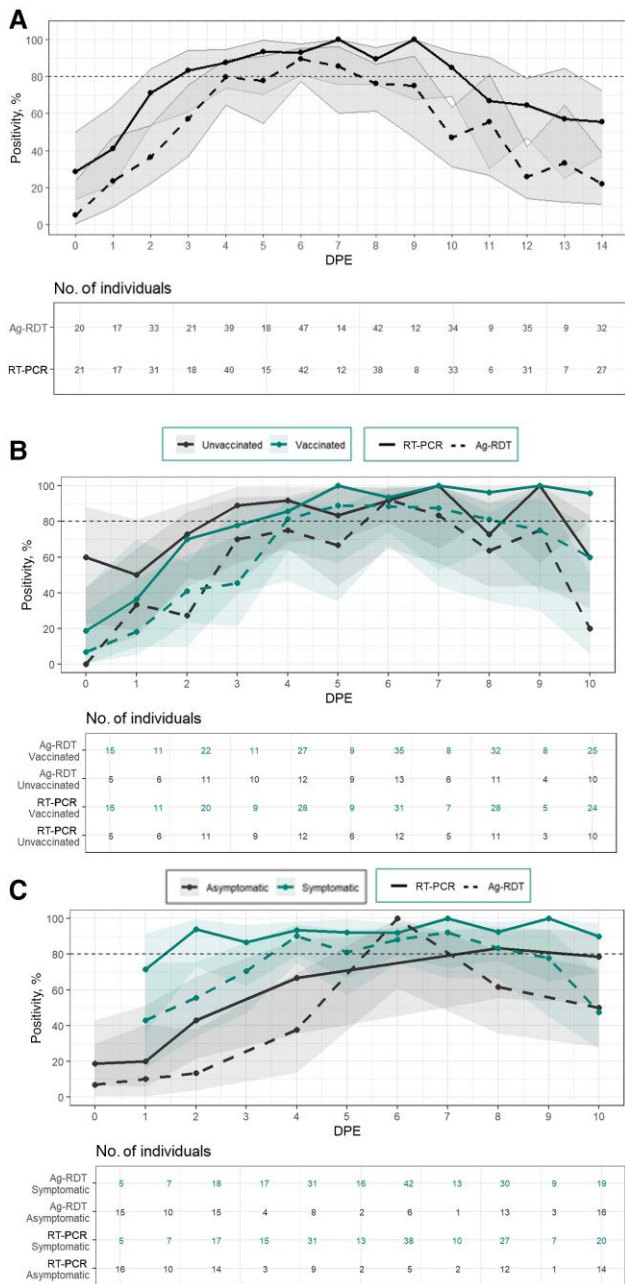 A
100
80
60
40
20
0
Positivity, %
0 1 2 3 4 5 6 7 8 9 10 11 12 13 14
DPE
No. of individuals
Ag-RDT 20 17 33 21 39 18 47 14 42 12 34 9 35 9 32
RT-PCR 21 17 31 18 40 15 42 12 38 8 33 6 31 7 27
Unvaccinated Vaccinated RT-PCR Ag-RDT
B
100
80
60
40
20
0
Positivity, %
0 1 2 3 4 5 6 7 8 9 10
DPE
No. of individuals
Ag-RDT
Vaccinated 15 11 22 11 27 9 35 8 32 8 25
Ag-RDT
Unvaccinated 5 6 11 10 12 9 13 6 11 4 10
RT-PCR
Vaccinated 16 11 20 9 28 9 31 7 28 5 24
RT-PCR
Unvaccinated 5 6 11 9 12 6 12 5 11 3 10
C
Asymptomatic Symptomatic RT-PCR Ag-RDT
100
80
60
40
20
0
Positivity, %
0 1 2 3 4 5 6 7 8 9 10
DPE
No. of individuals
Ag-RDT
Symptomatic 5 7 18 17 31 16 42 13 30 9 19
Ag-RDT
Asymptomatic 15 10 15 4 8 2 6 1 13 3 16
RT-PCR
Symptomatic 5 7 17 15 31 13 38 10 27 7 20
RT-PCR
Asymptomatic 16 10 14 3 9 2 5 2 12 1 14